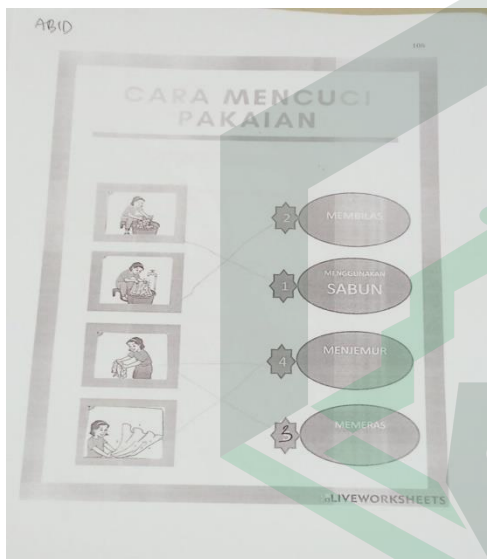 ABID
CARA MENCUCI
PAKAIAN
2
MEMBILAS
1
MENGGUNAKAN
SABUN
4
MENJEMUR
3
MEMERAS
LIVEWORKSHEETS